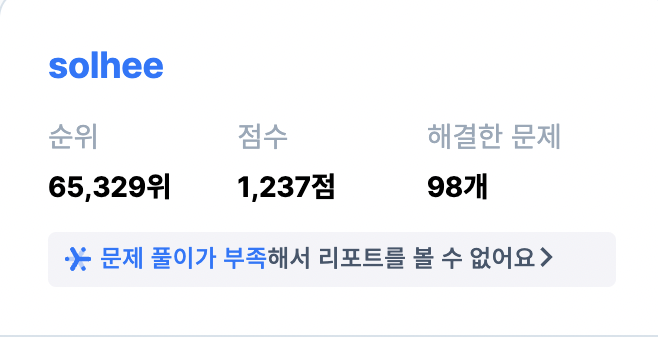 solhee
순위 점수 해결한 문제
65,329위 1,237점 98개
문제 풀이가 부족해서 리포트를 볼 수 없어요